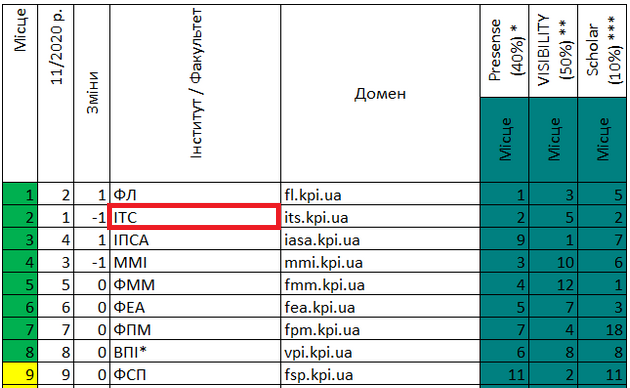 Місце 11/2020 р. Зміни Інститут / Факультет Домен Presense (40%) * VISIBILITY (50%) ** Scholar (10%) ***
Місце Місце Місце
1 2 1 ФЛ fl.kpi.ua 1 3 5
2 1 -1 ІТС its.kpi.ua 2 5 2
3 4 1 ІПСА iasa.kpi.ua 9 1 7
4 3 -1 ММІ mmi.kpi.ua 3 10 6
5 5 0 ФММ fmm.kpi.ua 4 12 1
6 6 0 ФЕА fea.kpi.ua 5 7 3
7 7 0 ФПМ fpm.kpi.ua 7 4 18
8 8 0 ВПІ* vpi.kpi.ua 6 8 8
9 9 0 ФСП fsp.kpi.ua 11 2 11